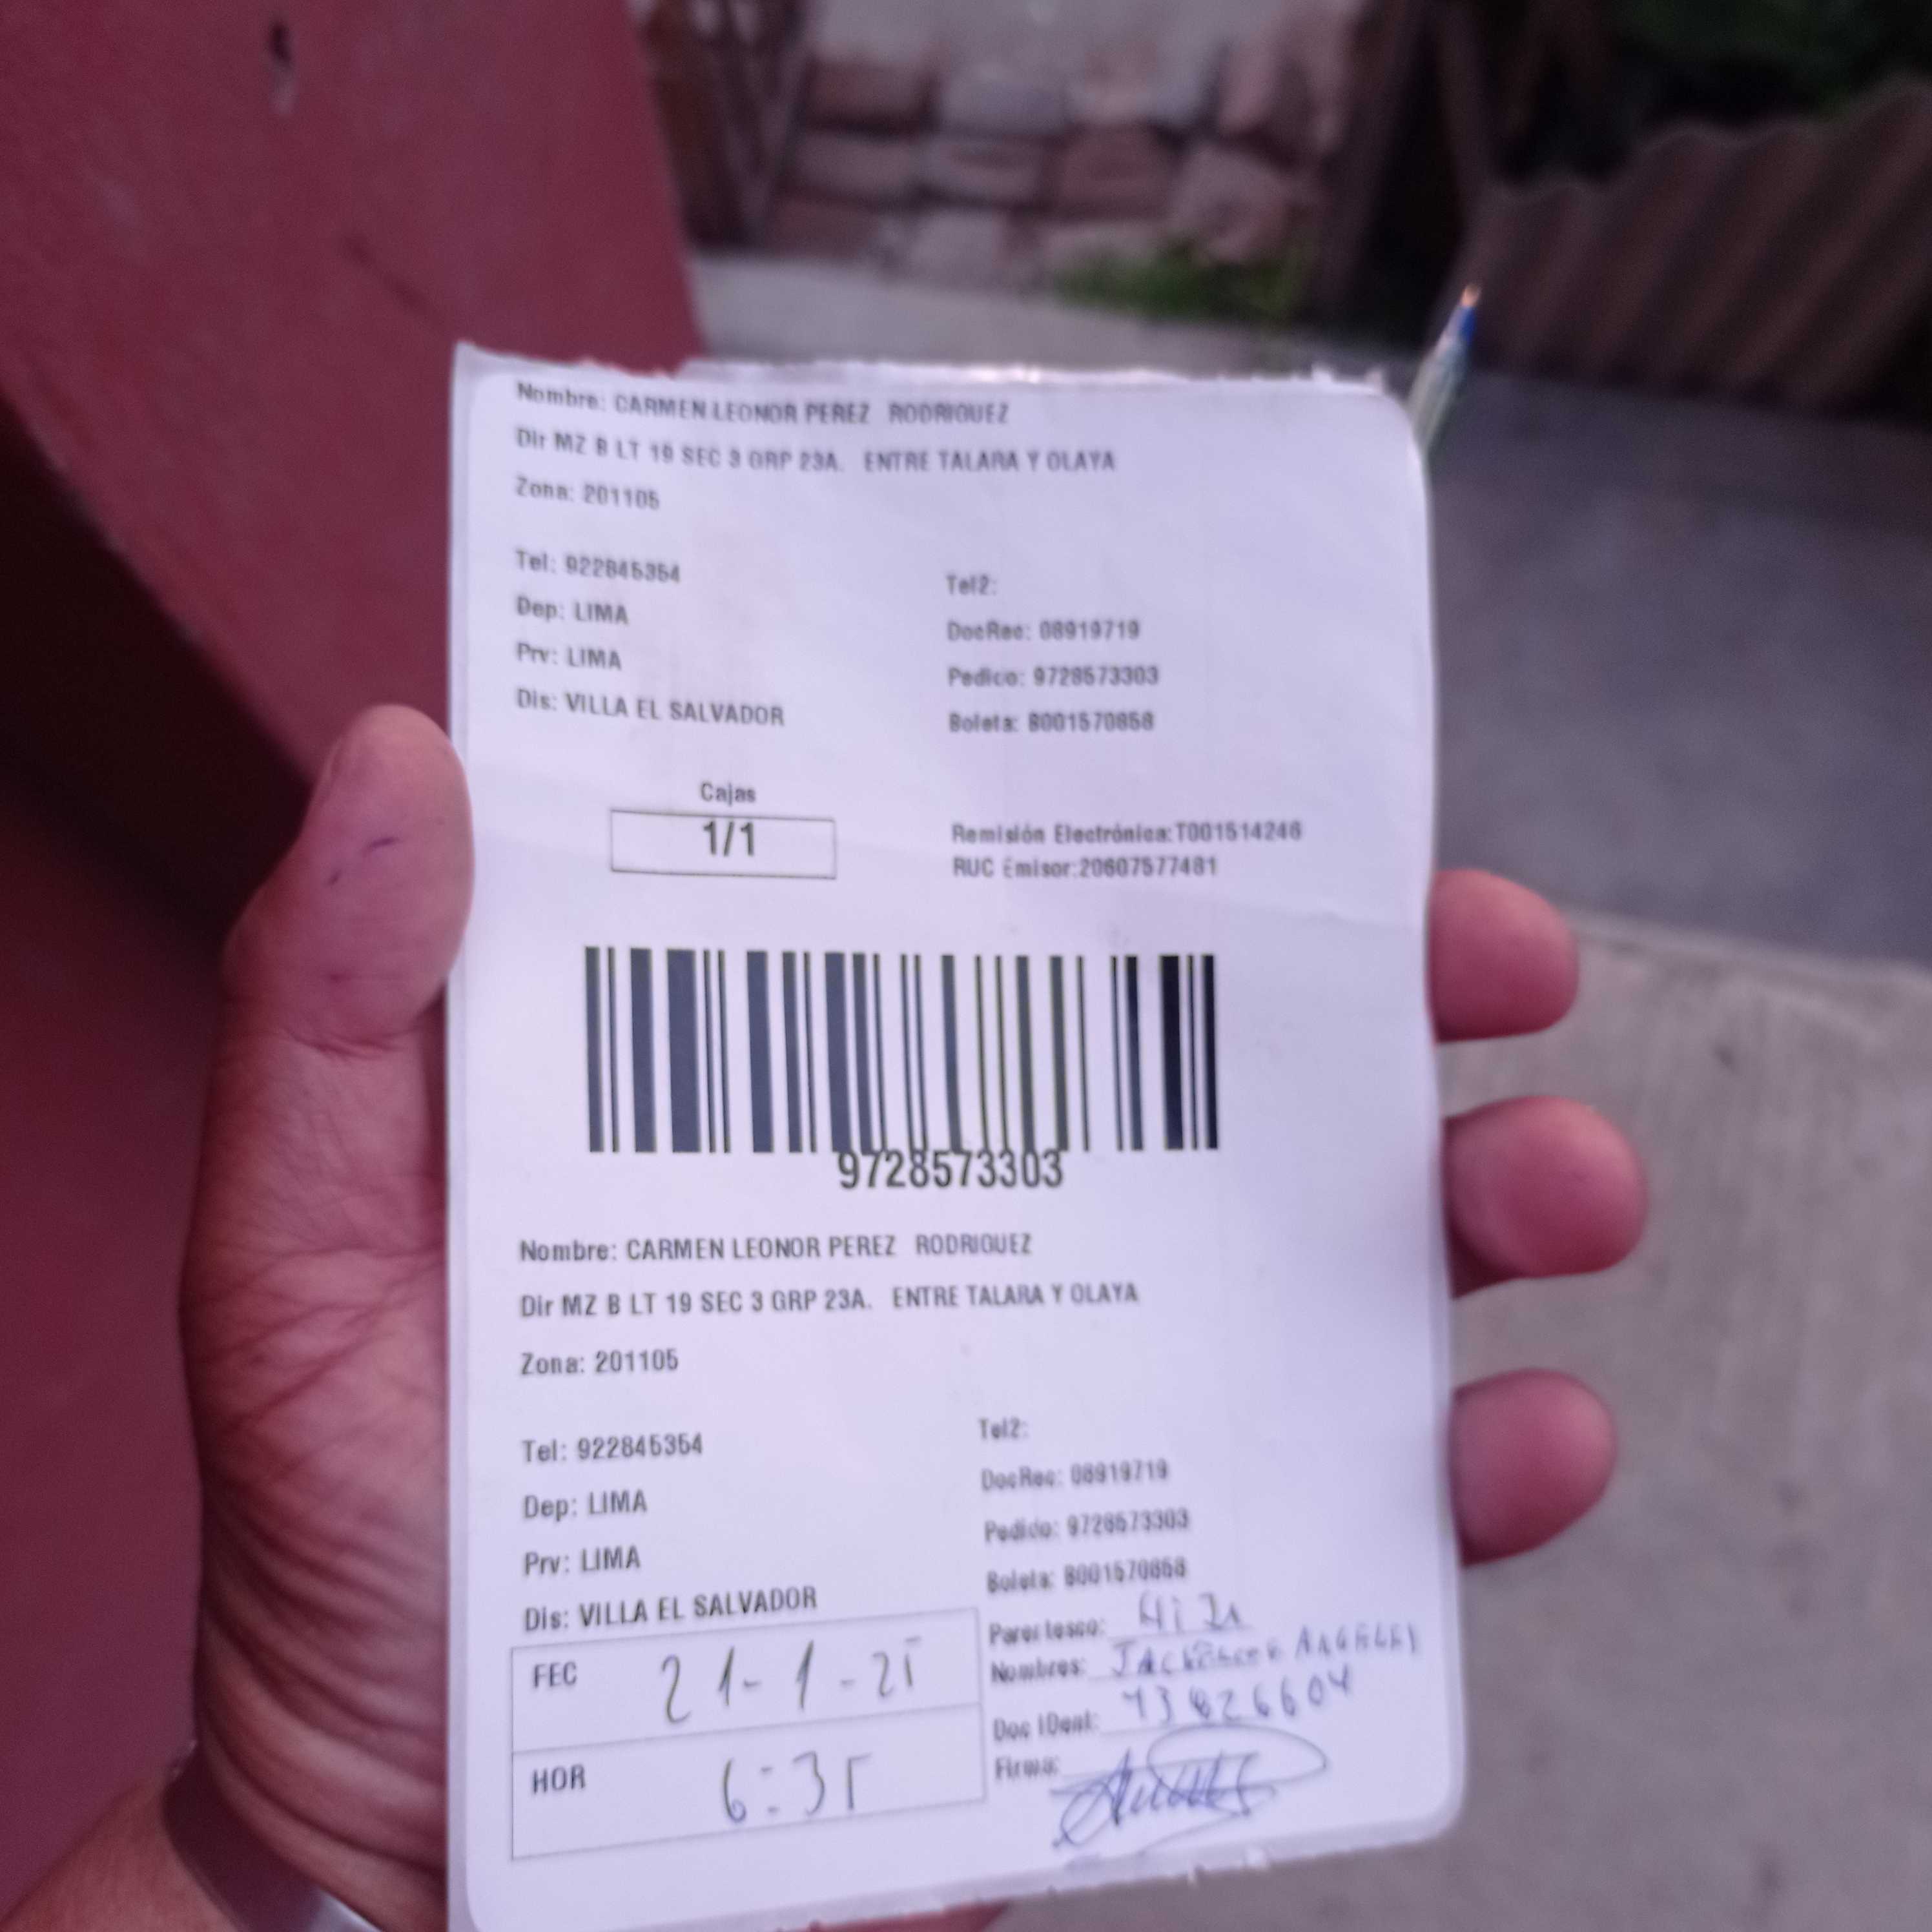 Nombre: CARMEN LEONOR PEREZ RODRIGUEZ
Dir MZ B LT 19 SEC 3 GRP 23A. ENTRE TALARA Y OLAYA
Zona: 201105
Tel: 922845354
Tel2:
Dep: LIMA
DocRec: 08919719
Prv: LIMA
Pedido: 9728573303
Dis: VILLA EL SALVADOR
Boleta: B001570858
Cajas
1/1
Remisión Electrónica:T001514246
RUC Emisor:20607577481
9728573303
Nombre: CARMEN LEONOR PEREZ RODRIGUEZ
Dir MZ B LT 19 SEC 3 GRP 23A. ENTRE TALARA Y OLAYA
Zona: 201105
Tel: 922845354
Tel2:
Dep: LIMA
DocRec: 08919719
Prv: LIMA
Pedido: 9728573303
Dis: VILLA EL SALVADOR
Boleta: B001570858
FEC 21-1-25
Parentesco:
Nombres:
HOR 6:35
Doc IDent:
Firma: